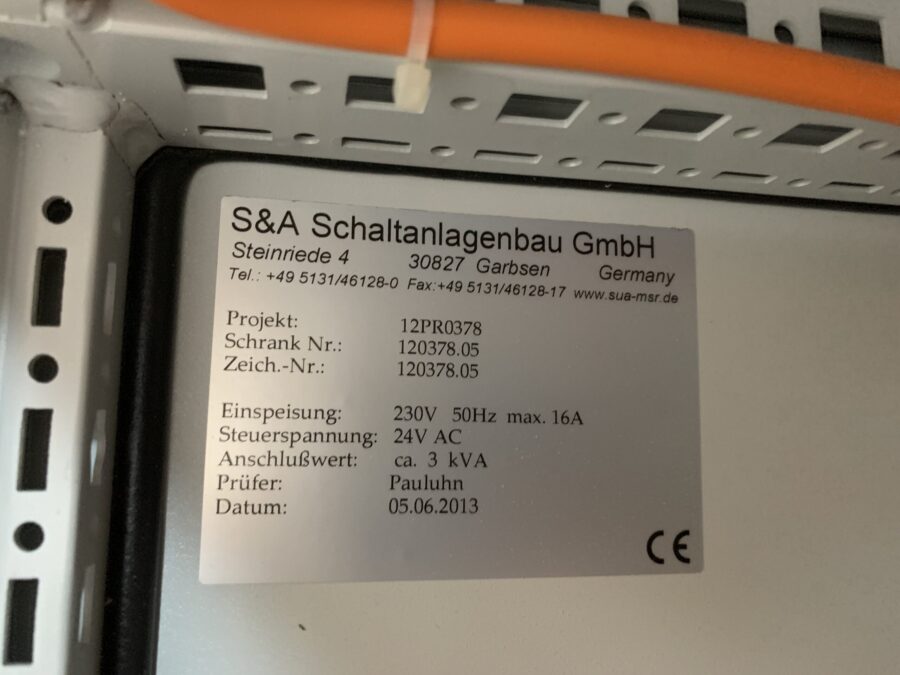 S&A Schaltanlagenbau GmbH
Steinriede 4 30827 Garbsen Germany
Tel.: +49 5131/46128-0 Fax:+49 5131/46128-17 www.sua-msr.de
Projekt: 12PR0378
Schrank Nr.: 120378.05
Zeich.-Nr.: 120378.05
Einspeisung: 230V 50Hz max. 16A
Steuerspannung: 24V AC
Anschlußwert: ca. 3 kVA
Prüfer: Pauluhn
Datum: 05.06.2013
CE